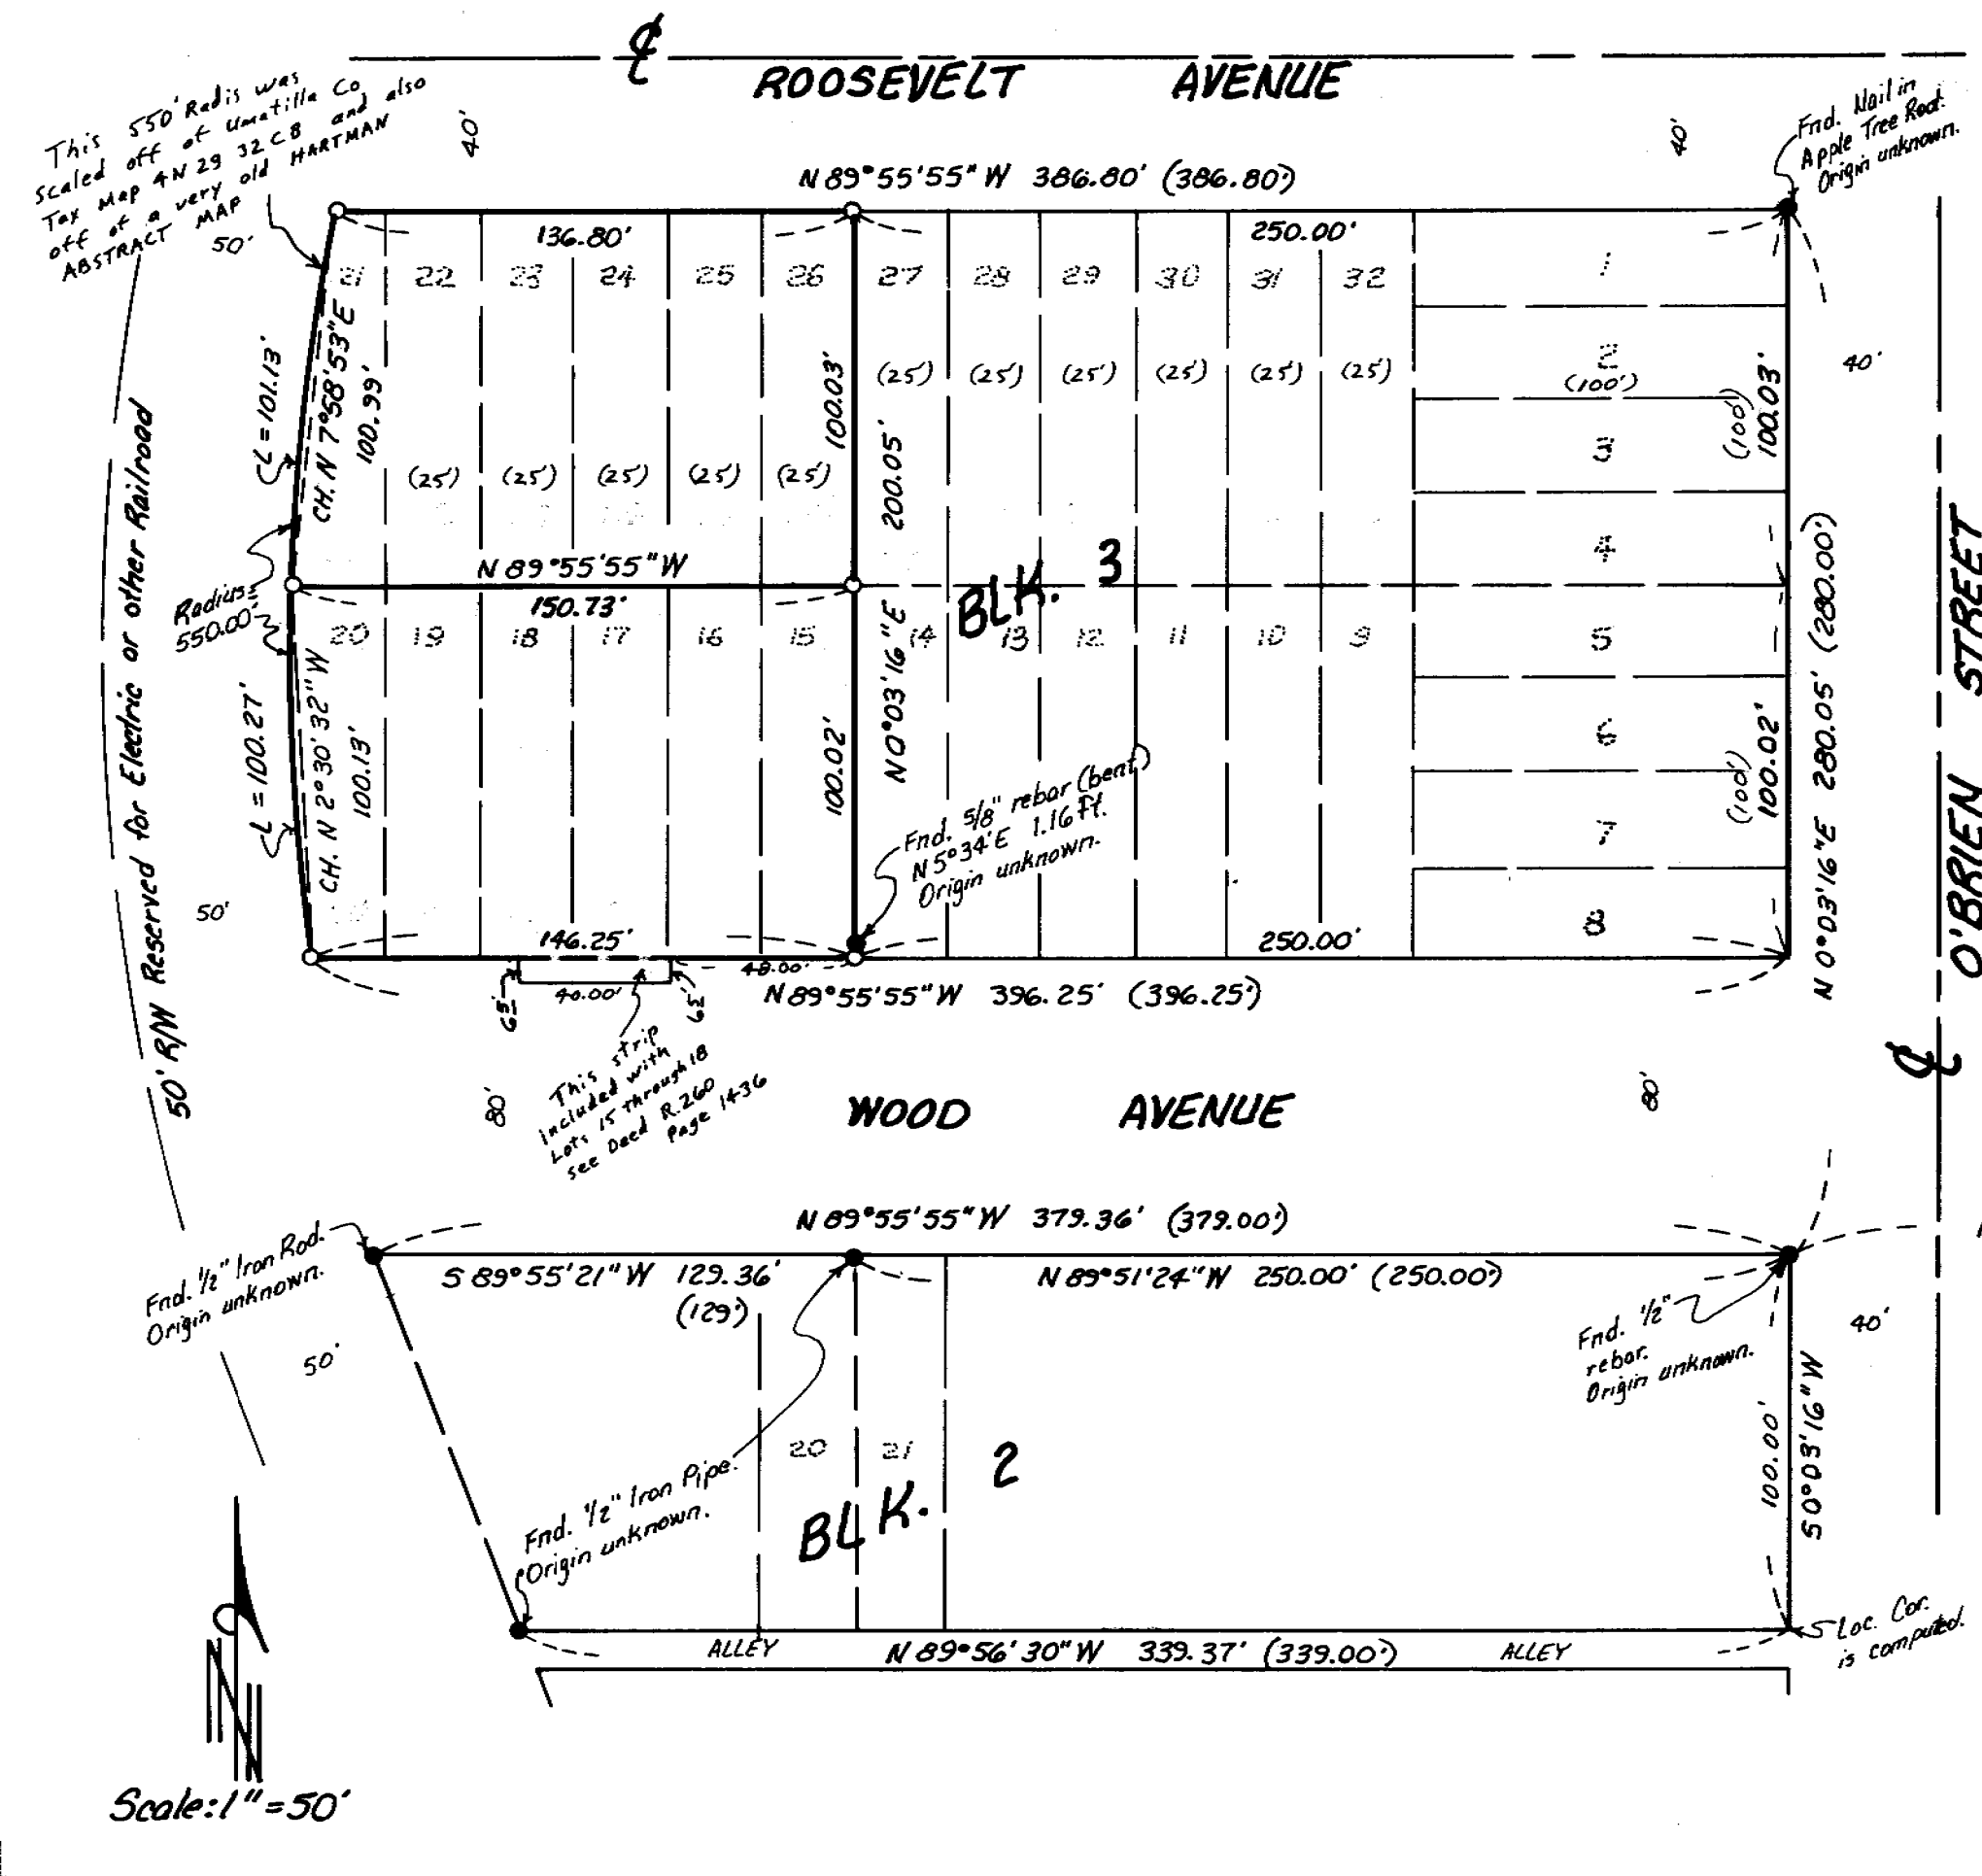 ℄
ROOSEVELT AVENUE
This 550' Radis was
scaled off of Umatilla Co,
Tax Map 4N 29 32 C B and also
off of a very old HARTMAN
ABSTRACT MAP
40'
40'
Fnd. Nail in
Apple Tree Root.
Origin unknown.
N 89°55'55" W 386.80' (386.80')
50'
136.80'
250.00'
21 22 23 24 25 26 27 28 29 30 31 32
1
2
(100')
3
4
5
6
7
8
L = 101.13'
CH. N 7°58'53" E
100.99'
(25') (25') (25') (25') (25')
100.03'
200.05'
(25') (25') (25') (25') (25') (25')
(100')
100.03'
40'
50' R/W Reserved for Electric or other Railroad
Radius=
550.00'
N 89°55'55" W
150.73'
BLK. 3
20 19 18 17 16 15 14 13 12 11 10 9
N 0°03'16" E
L = 100.27'
CH. N 2°30'32" W
100.13'
100.02'
Fnd. 5/8" rebar (bent)
N 5°34' E 1.16 Ft.
Origin unknown.
(100')
100.02'
N 0°03'16" E 280.05' (280.00')
O'BRIEN STREET
℄
50'
146.25'
250.00'
48.00'
40.00'
65'
65'
N 89°55'55" W 396.25' (396.25')
This strip
included with
Lots 15 through 18
see Deed R.260
Page 1436
80'
80'
WOOD AVENUE
N 89°55'55" W 379.36' (379.00')
Fnd. 1/2" Iron Rod.
Origin unknown.
S 89°55'21" W 129.36'
(129')
N 89°51'24" W 250.00' (250.00')
Fnd. 1/2"
rebar.
Origin unknown.
40'
50'
100.00'
S 0°03'16" W
20 21
BLK. 2
Fnd. 1/2" Iron Pipe.
Origin unknown.
ALLEY
N 89°56'30" W 339.37' (339.00')
ALLEY
Loc. Cor.
is computed.
N
Scale: 1" = 50'